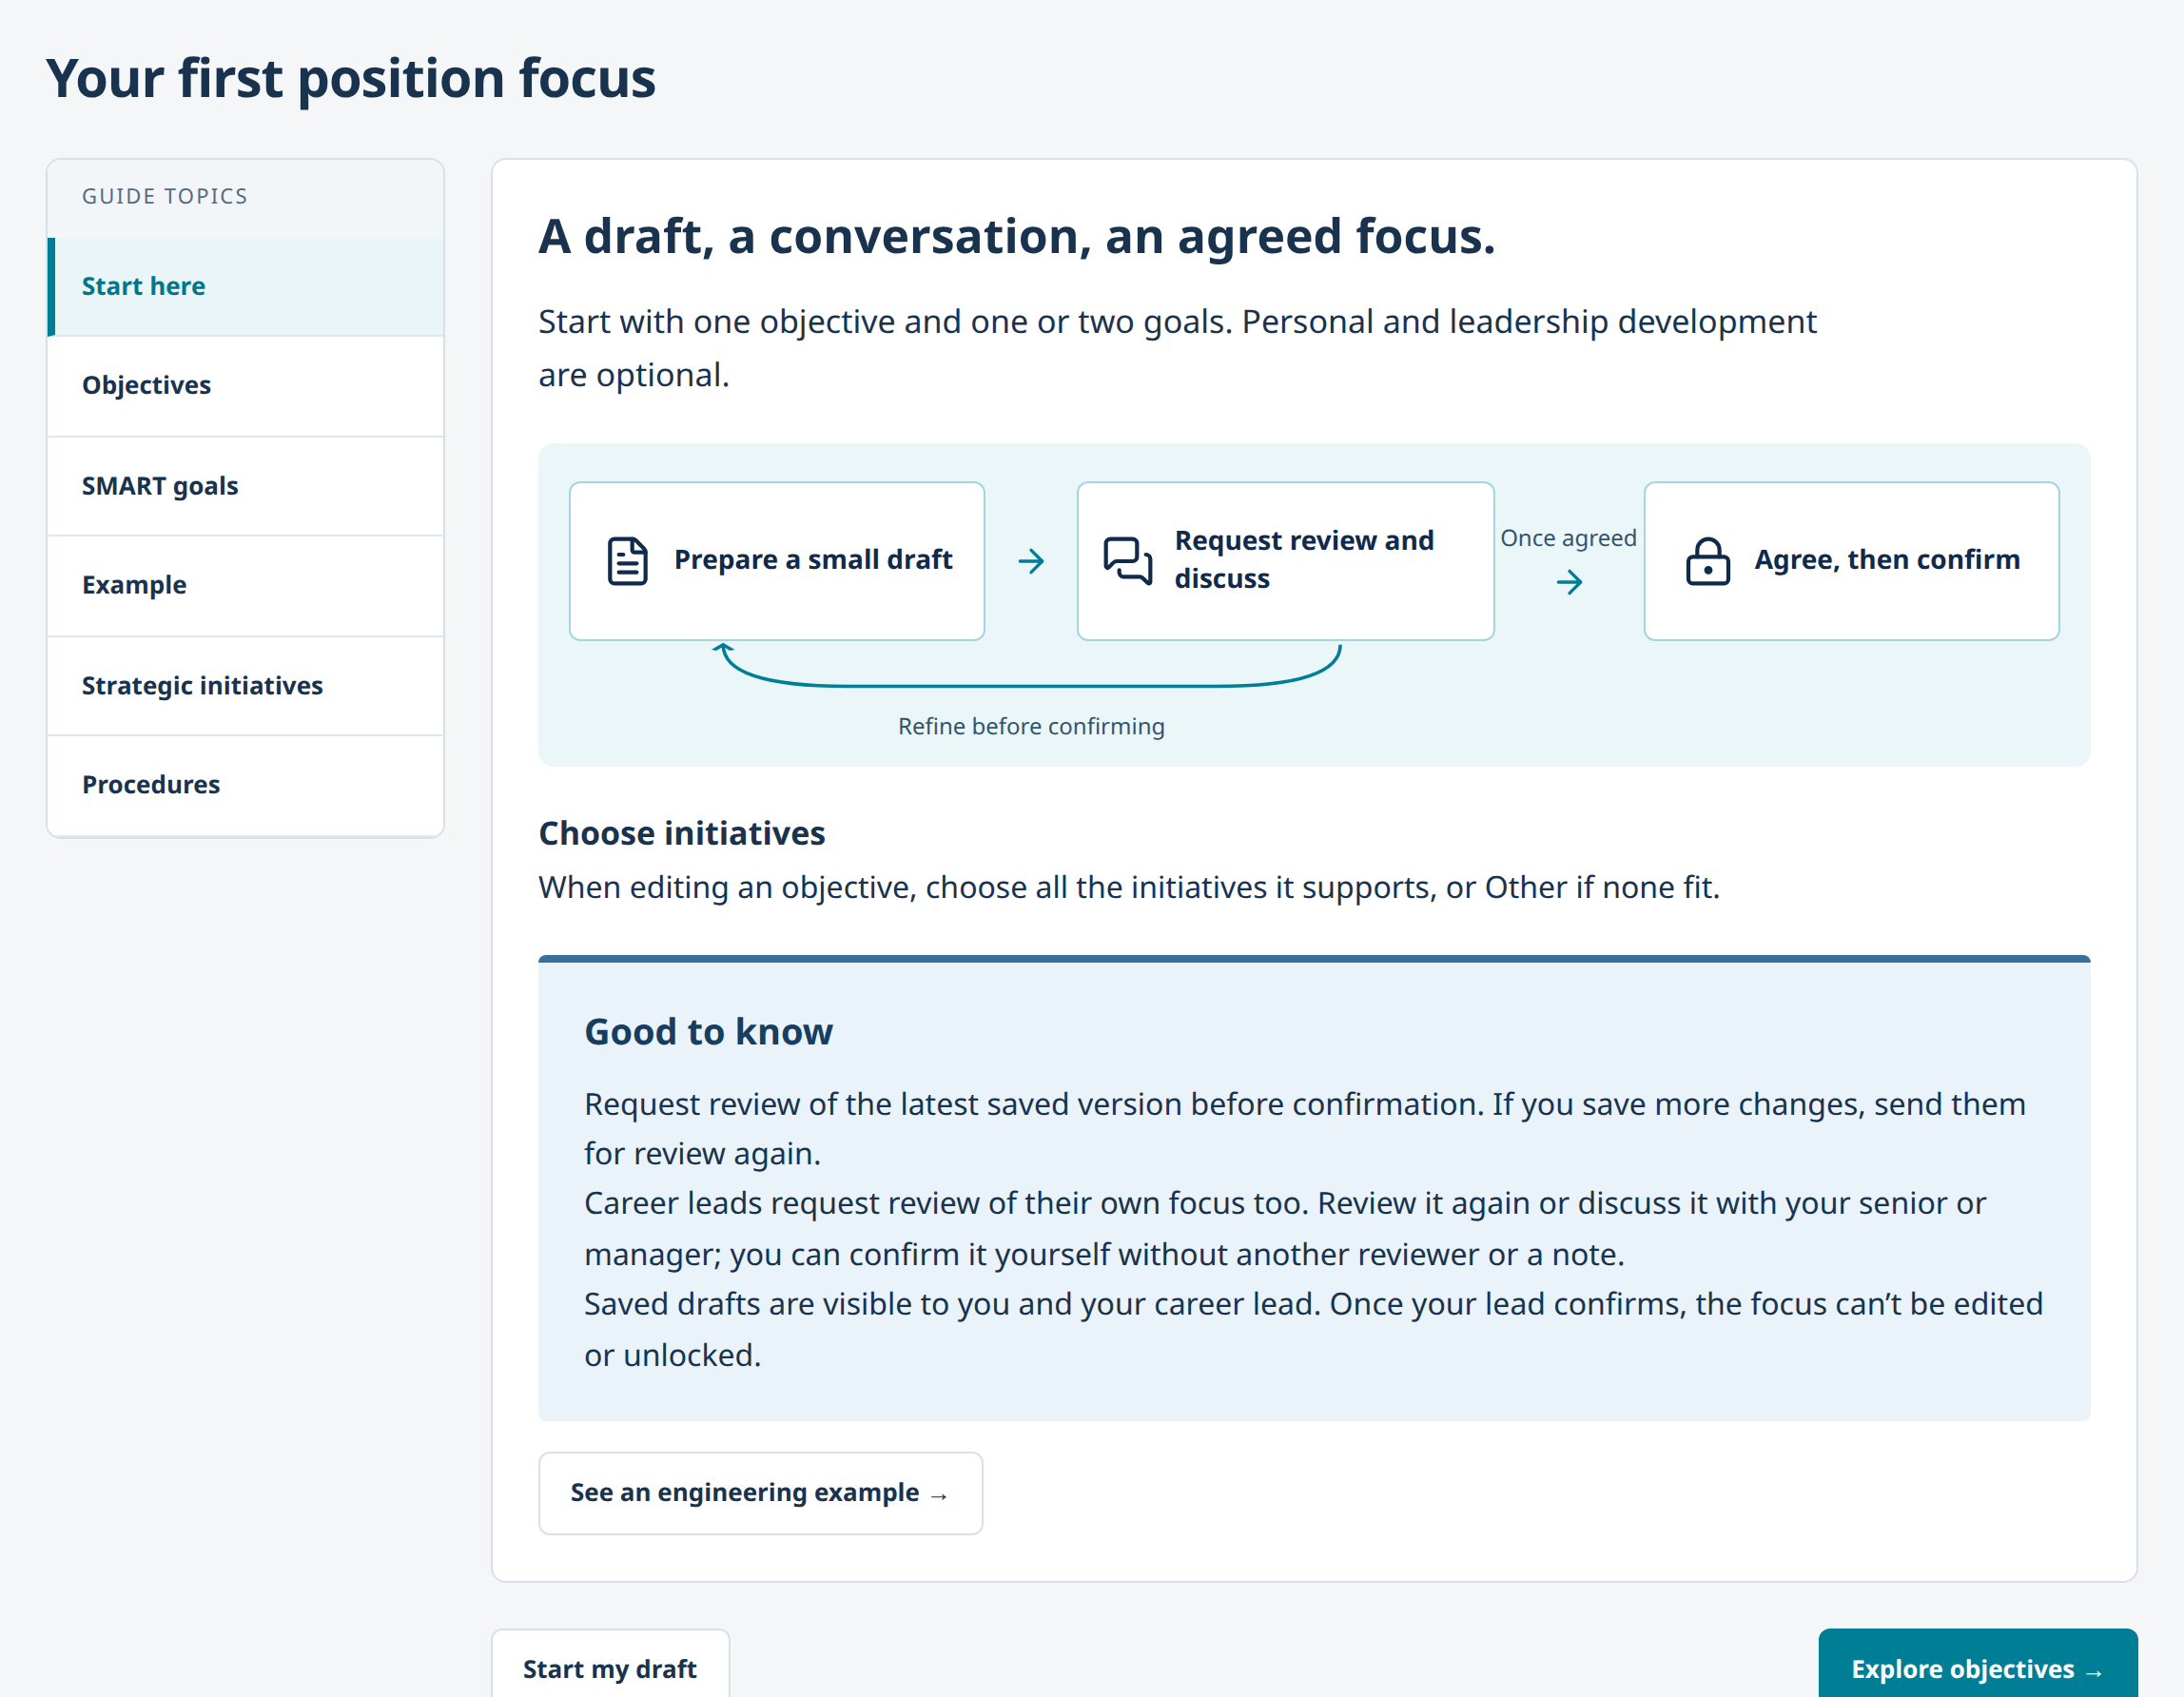 Your first position focus
GUIDE TOPICS
Start here
Objectives
SMART goals
Example
Strategic initiatives
Procedures
A draft, a conversation, an agreed focus.
Start with one objective and one or two goals. Personal and leadership development
are optional.
Prepare a small draft
→
Request review and
discuss
Once agreed
→
Agree, then confirm
Refine before confirming
Choose initiatives
When editing an objective, choose all the initiatives it supports, or Other if none fit.
Good to know
Request review of the latest saved version before confirmation. If you save more changes, send them
for review again.
Career leads request review of their own focus too. Review it again or discuss it with your senior or
manager; you can confirm it yourself without another reviewer or a note.
Saved drafts are visible to you and your career lead. Once your lead confirms, the focus can’t be edited
or unlocked.
See an engineering example →
Start my draft
Explore objectives →